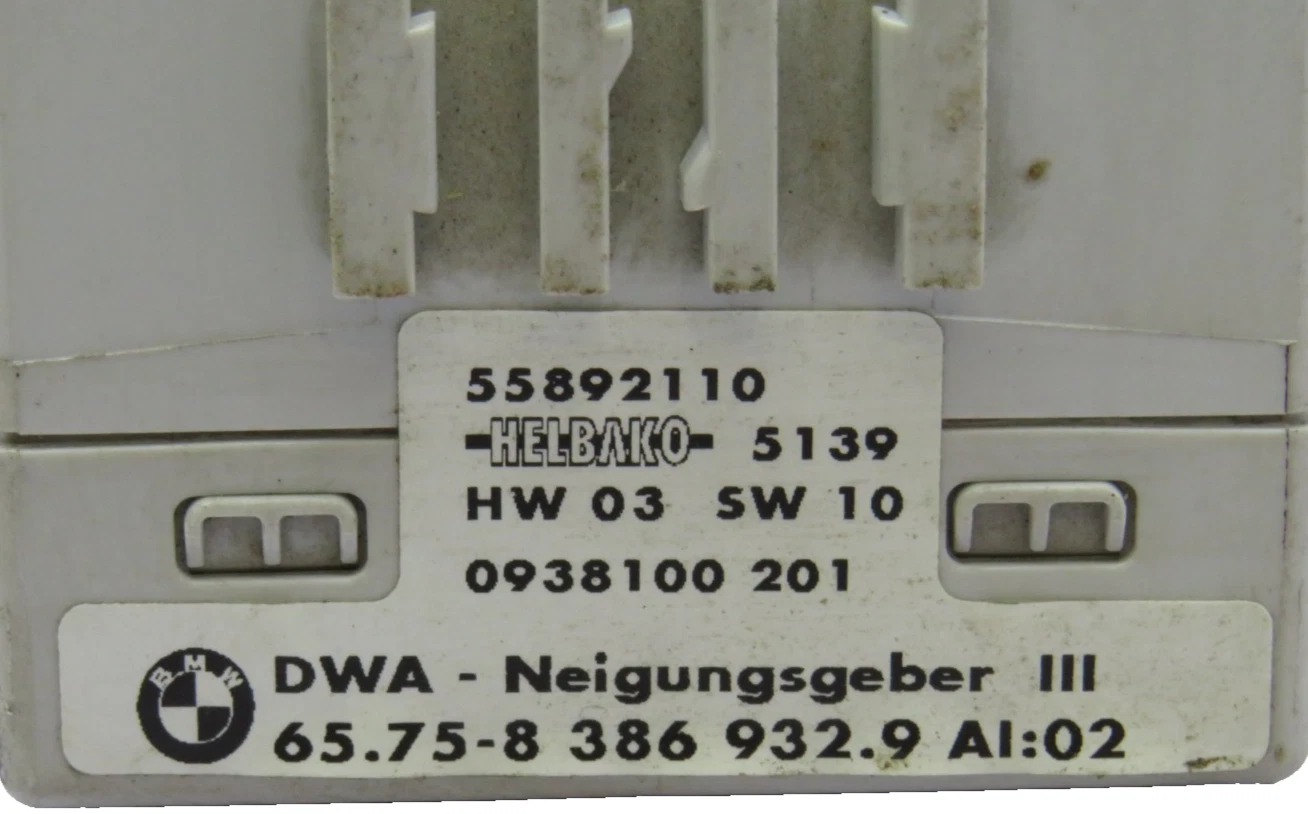 55892110
HELBAKO 5139
HW 03 SW 10
0938100 201
BMW
DWA - Neigungsgeber III
65.75-8 386 932.9 AI:02